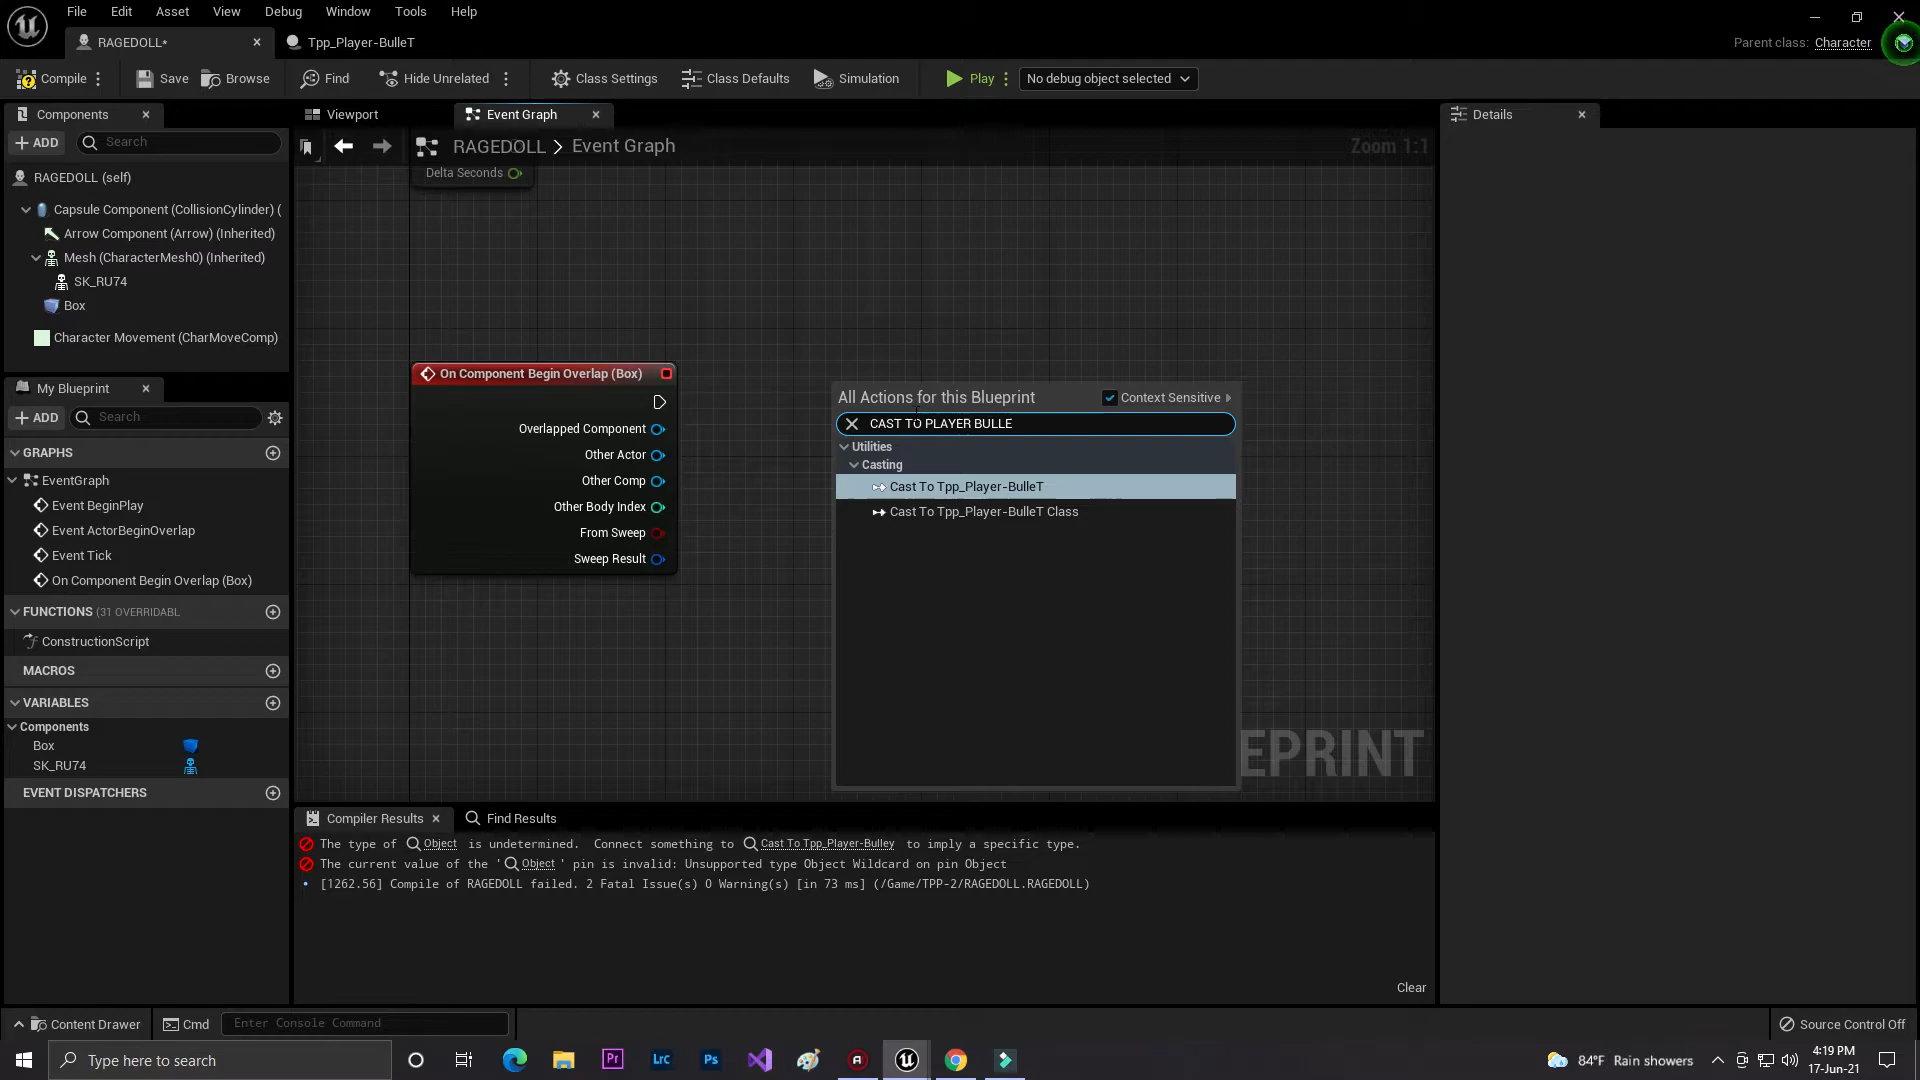 File Edit Asset View Debug Window Tools Help
RAGEDOLL* Tpp_Player-BulleT
Parent class: Character
Compile Save Browse Find Hide Unrelated Class Settings Class Defaults Simulation Play No debug object selected
Components Viewport Event Graph Details
ADD Search
RAGEDOLL > Event Graph Zoom 1:1
RAGEDOLL (self)
Delta Seconds
Capsule Component (CollisionCylinder) (
Arrow Component (Arrow) (Inherited)
Mesh (CharacterMesh0) (Inherited)
SK_RU74
Box
Character Movement (CharMoveComp)
My Blueprint
ADD Search
GRAPHS
EventGraph
Event BeginPlay
Event ActorBeginOverlap
Event Tick
On Component Begin Overlap (Box)
FUNCTIONS (31 OVERRIDABL
ConstructionScript
MACROS
VARIABLES
Components
Box
SK_RU74
EVENT DISPATCHERS
On Component Begin Overlap (Box)
Overlapped Component
Other Actor
Other Comp
Other Body Index
From Sweep
Sweep Result
All Actions for this Blueprint Context Sensitive
CAST TO PLAYER BULLE
Utilities
Casting
Cast To Tpp_Player-BulleT
Cast To Tpp_Player-BulleT Class
EPRINT
Compiler Results Find Results
The type of Object is undetermined. Connect something to Cast To Tpp_Player-Bulley to imply a specific type.
The current value of the ' Object ' pin is invalid: Unsupported type Object Wildcard on pin Object
[1262.56] Compile of RAGEDOLL failed. 2 Fatal Issue(s) 0 Warning(s) [in 73 ms] (/Game/TPP-2/RAGEDOLL.RAGEDOLL)
Clear
Content Drawer Cmd Enter Console Command Source Control Off
Type here to search Pr Lrc Ps 84°F Rain showers 4:19 PM
17-Jun-21